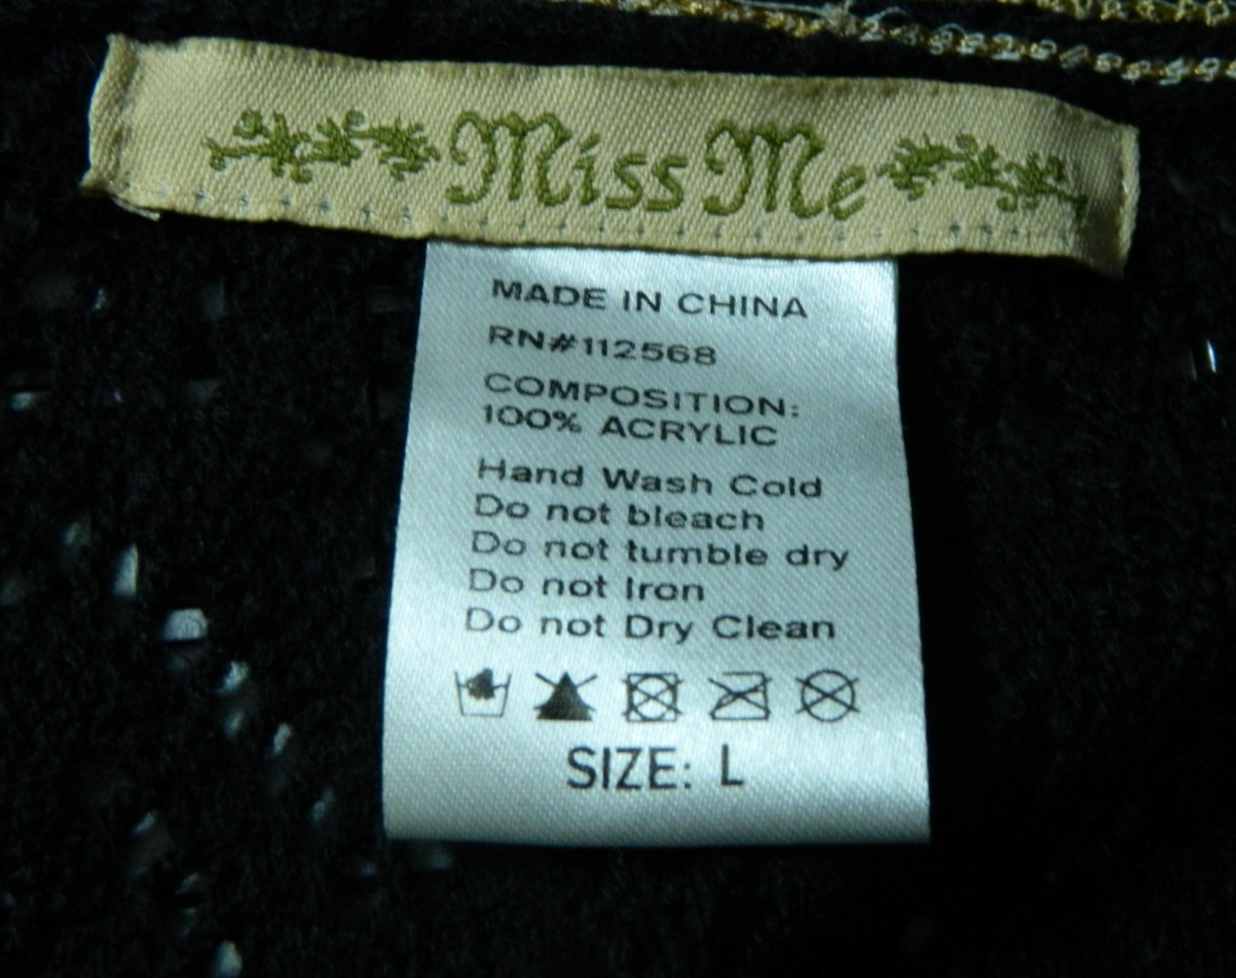 Miss Me
MADE IN CHINA
RN#112568
COMPOSITION:
100% ACRYLIC
Hand Wash Cold
Do not bleach
Do not tumble dry
Do not Iron
Do not Dry Clean
SIZE: L